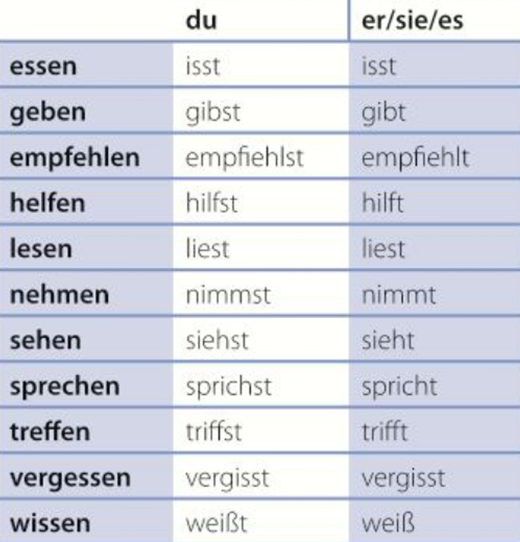 du er/sie/es
essen isst isst
geben gibst gibt
empfehlen empfiehlst empfiehlt
helfen hilfst hilft
lesen liest liest
nehmen nimmst nimmt
sehen siehst sieht
sprechen sprichst spricht
treffen triffst trifft
vergessen vergisst vergisst
wissen weißt weiß